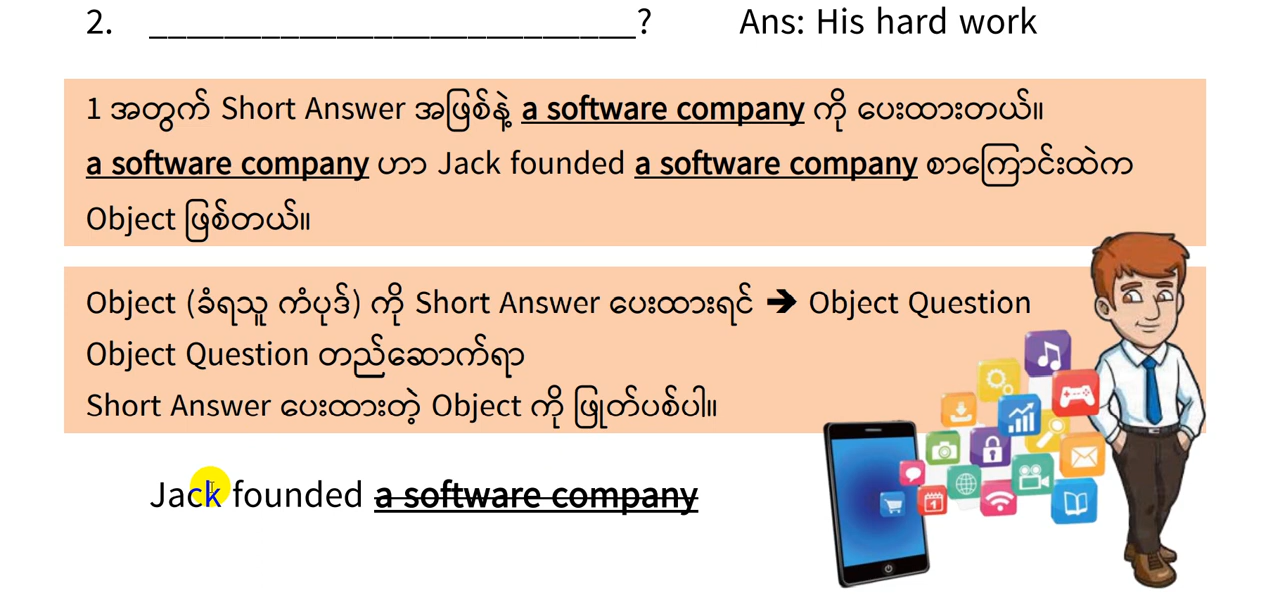 2. __________________________? Ans: His hard work
1 အတွက် Short Answer အဖြစ်နဲ့ a software company ကို ပေးထားတယ်။
a software company ဟာ Jack founded a software company စာကြောင်းထဲက
Object ဖြစ်တယ်။
Object (ခံရသူ ကံပုဒ်) ကို Short Answer ပေးထားရင် ➔ Object Question
Object Question တည်ဆောက်ရာ
Short Answer ပေးထားတဲ့ Object ကို ဖြုတ်ပစ်ပါ။
Jack founded a software company